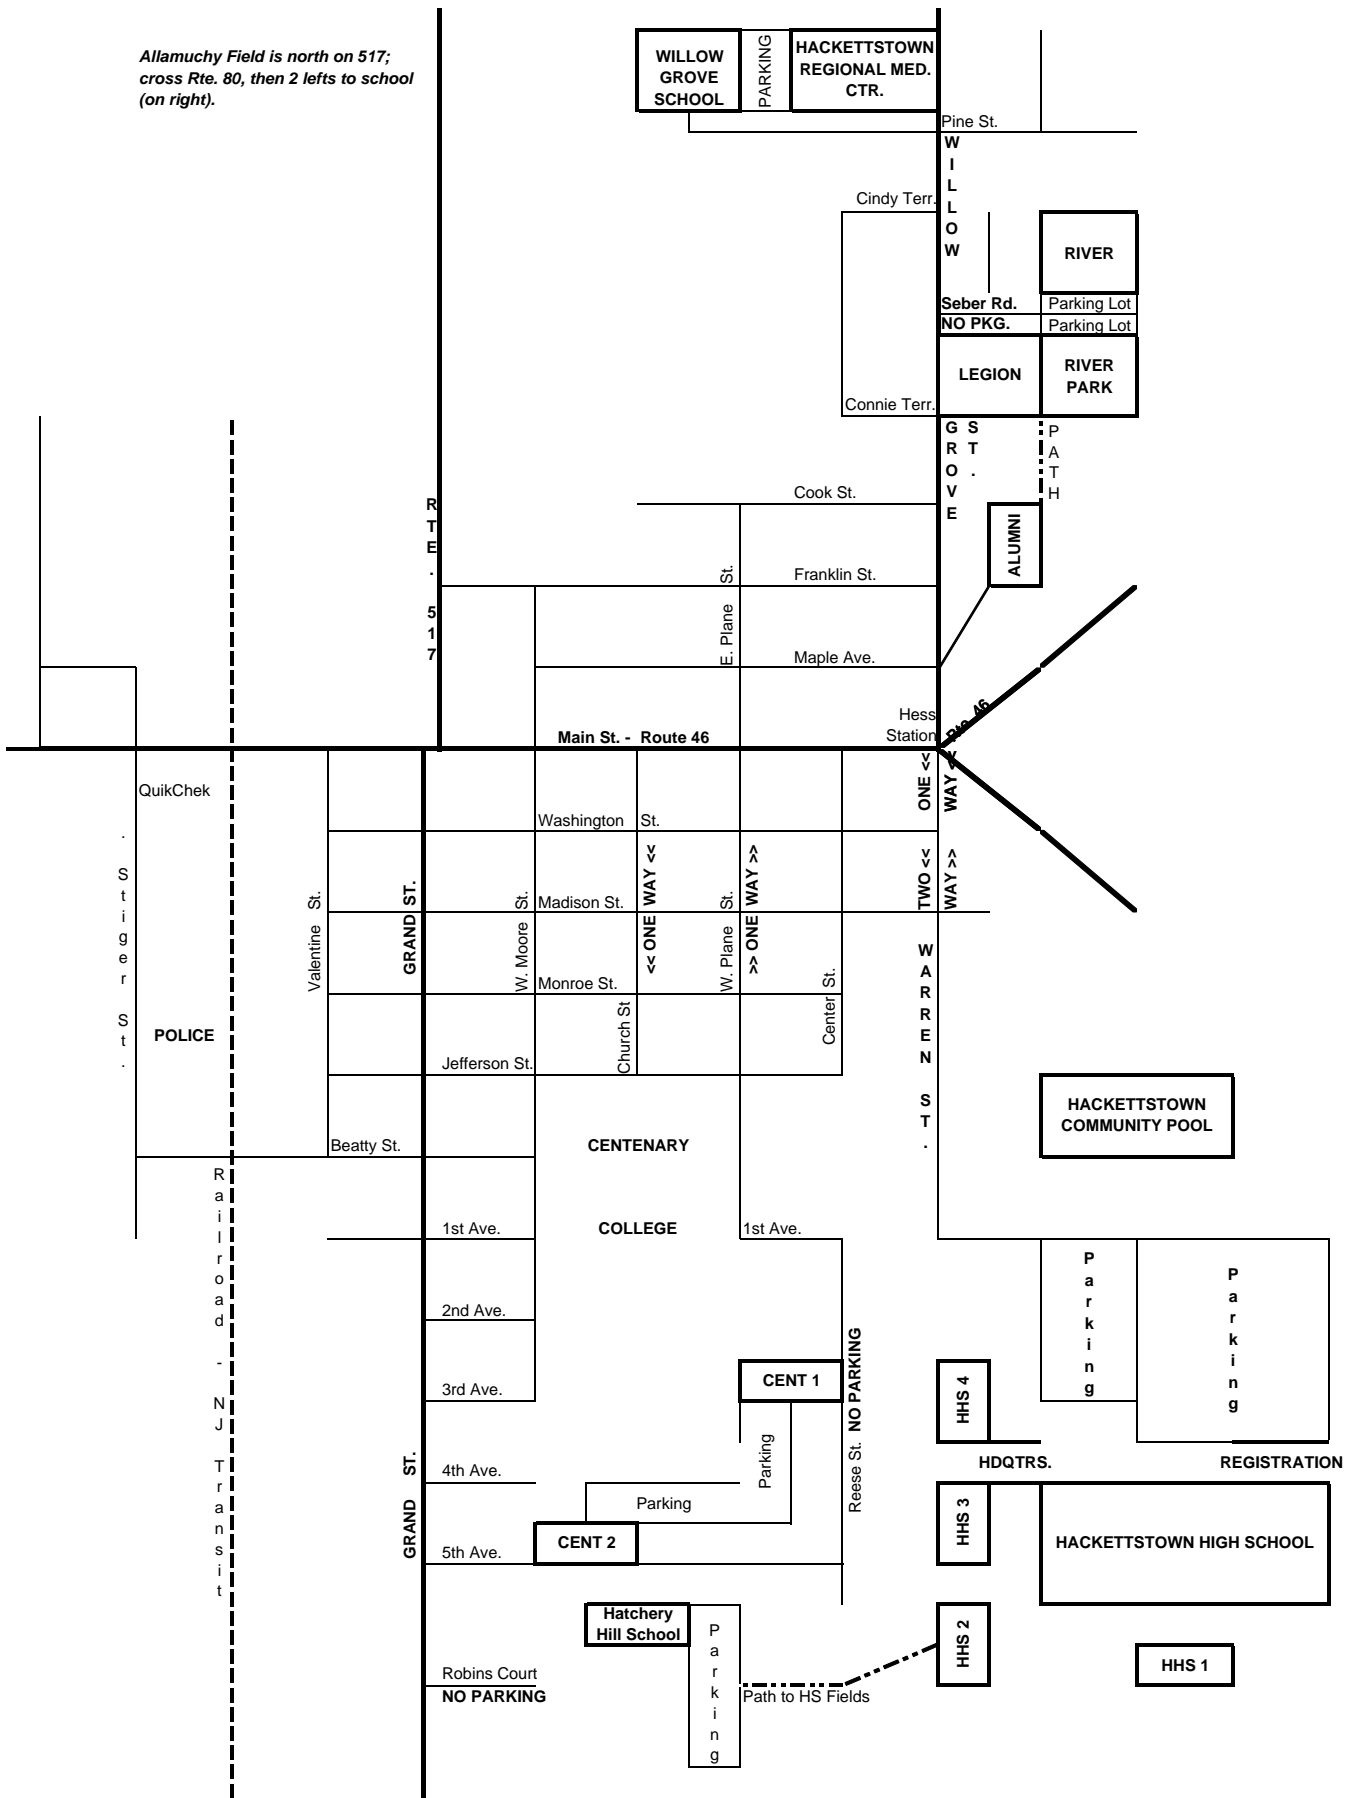 Allamuchy Field is north on 517;
cross Rte. 80, then 2 lefts to school
(on right).
WILLOW
GROVE
SCHOOL
PARKING
HACKETTSTOWN
REGIONAL MED.
CTR.
Pine St.
WILLOW
Cindy Terr.
RIVER
Seber Rd.
Parking Lot
NO PKG.
Parking Lot
LEGION
RIVER
PARK
Connie Terr.
GROVE
ST.
PATH
Cook St.
RTE. 517
ALUMNI
Franklin St.
E. Plane St.
Maple Ave.
Hess
Station
Rte. 46
Main St. - Route 46
QuikChek
ONE <<
WAY <<
Washington St.
. Stiger St. .
Valentine St.
GRAND ST.
W. Moore St.
Madison St.
<< ONE WAY <<
W. Plane St.
>> ONE WAY >>
TWO <<
WAY >>
WARREN ST.
Monroe St.
Church St
Center St.
POLICE
Jefferson St.
HACKETTSTOWN
COMMUNITY POOL
Beatty St.
CENTENARY
Railroad - NJ Transit
1st Ave.
COLLEGE
1st Ave.
Parking
Parking
2nd Ave.
CENT 1
Reese St. NO PARKING
HHS 4
3rd Ave.
GRAND ST.
4th Ave.
Parking
HDQTRS.
REGISTRATION
Parking
HHS 3
HACKETTSTOWN HIGH SCHOOL
CENT 2
5th Ave.
Hatchery
Hill School
Parking
HHS 2
HHS 1
Robins Court
NO PARKING
Path to HS Fields